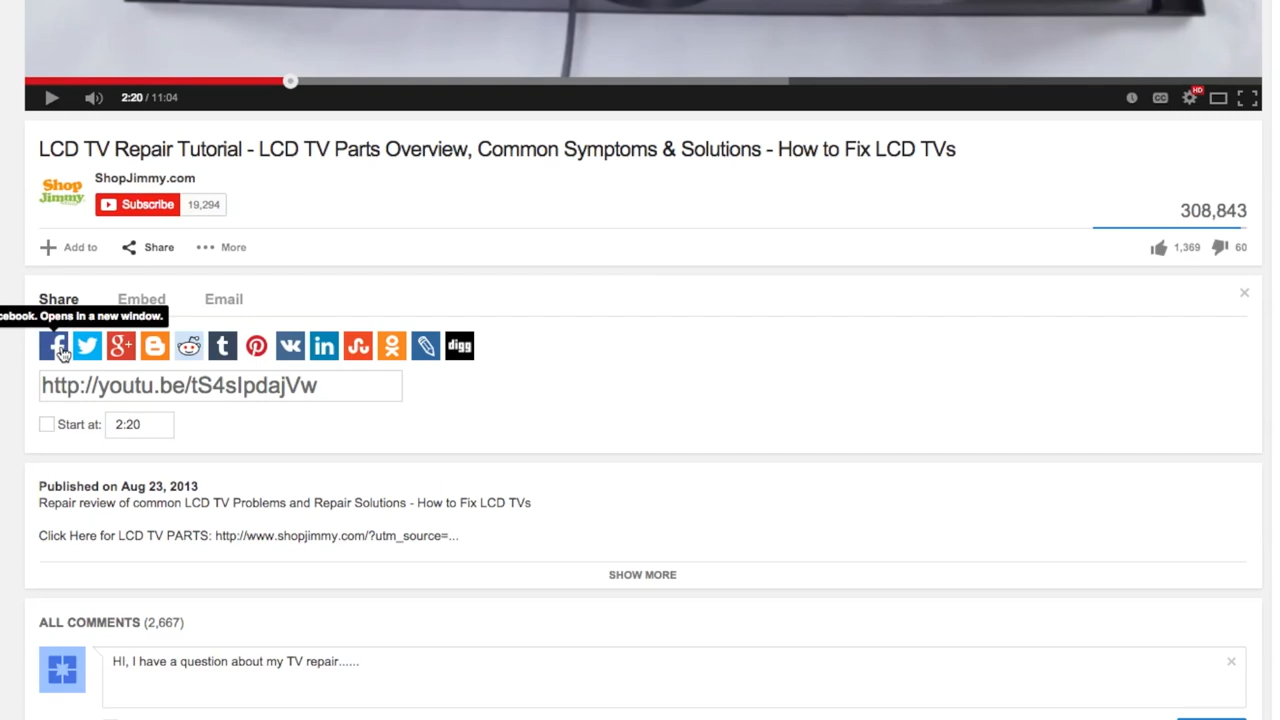 2:20 / 11:04
CC
HD
LCD TV Repair Tutorial - LCD TV Parts Overview, Common Symptoms & Solutions - How to Fix LCD TVs
Shop Jimmy
ShopJimmy.com
Subscribe 19,294
308,843
Add to Share More
1,369 60
Share Embed Email
cebook. Opens in a new window.
digg
http://youtu.be/tS4sIpdajVw
Start at: 2:20
Published on Aug 23, 2013
Repair review of common LCD TV Problems and Repair Solutions - How to Fix LCD TVs
Click Here for LCD TV PARTS: http://www.shopjimmy.com/?utm_source=...
SHOW MORE
ALL COMMENTS (2,667)
HI, I have a question about my TV repair......